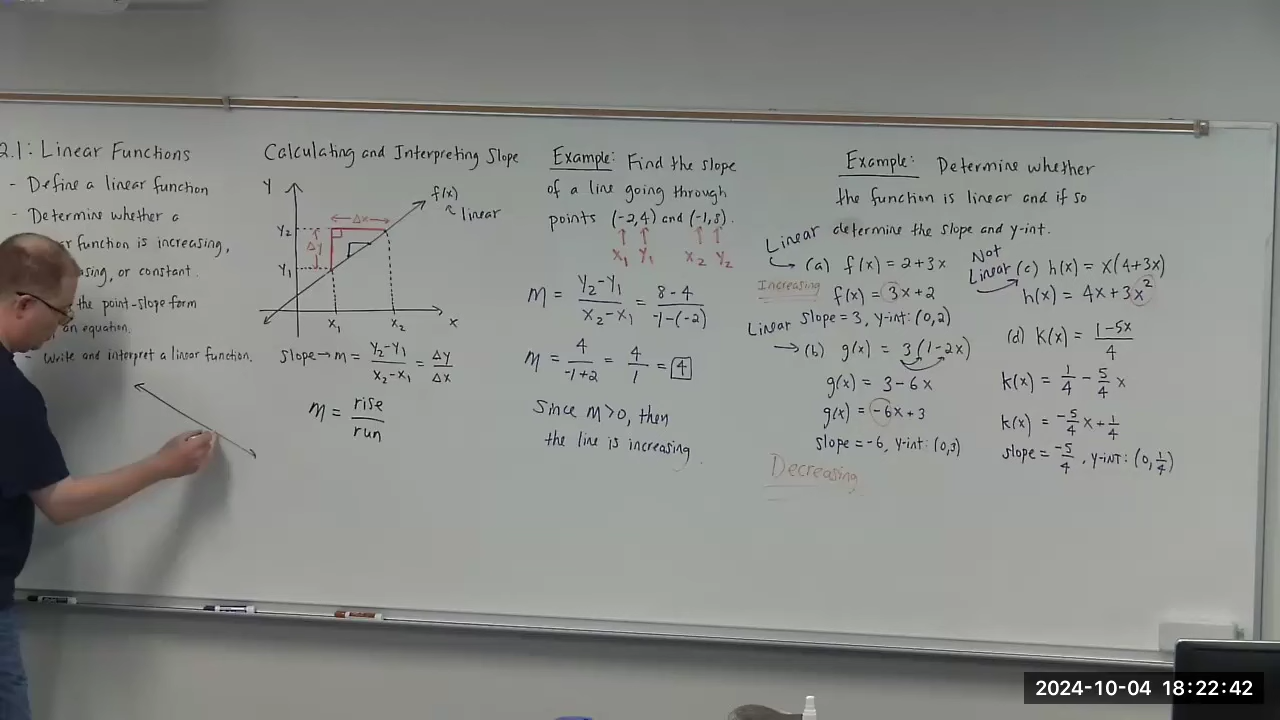 2.1: Linear Functions
- Define a linear function
- Determine whether a
function is increasing,
or constant.
the point-slope form
an equation.
- Write and interpret a linear function.
Calculating and Interpreting Slope
Y
f(x)
linear
Δx
Y₂
Δy
Y₁
X₁ X₂ X
Slope → m = (Y₂-Y₁)/(X₂-X₁) = Δy/Δx
m = rise/run
Example: Find the slope
of a line going through
points (-2,4) and (-1,8).
X₁ Y₁ X₂ Y₂
m = (Y₂-Y₁)/(X₂-X₁) = (8-4)/(-1-(-2))
m = 4/(-1+2) = 4/1 = 4
Since m>0, then
the line is increasing.
Example: Determine whether
the function is linear and if so
determine the slope and y-int.
Linear
(a) f(x) = 2+3x
Increasing
f(x) = 3x+2
slope = 3, y-int: (0,2)
Linear
(b) g(x) = 3(1-2x)
g(x) = 3-6x
g(x) = -6x+3
slope = -6, y-int: (0,3)
Decreasing
Not
Linear (c) h(x) = x(4+3x)
h(x) = 4x+3x²
(d) k(x) = (1-5x)/4
k(x) = 1/4 - 5/4 x
k(x) = -5/4 x + 1/4
slope = -5/4, y-int: (0, 1/4)
2024-10-04 18:22:42